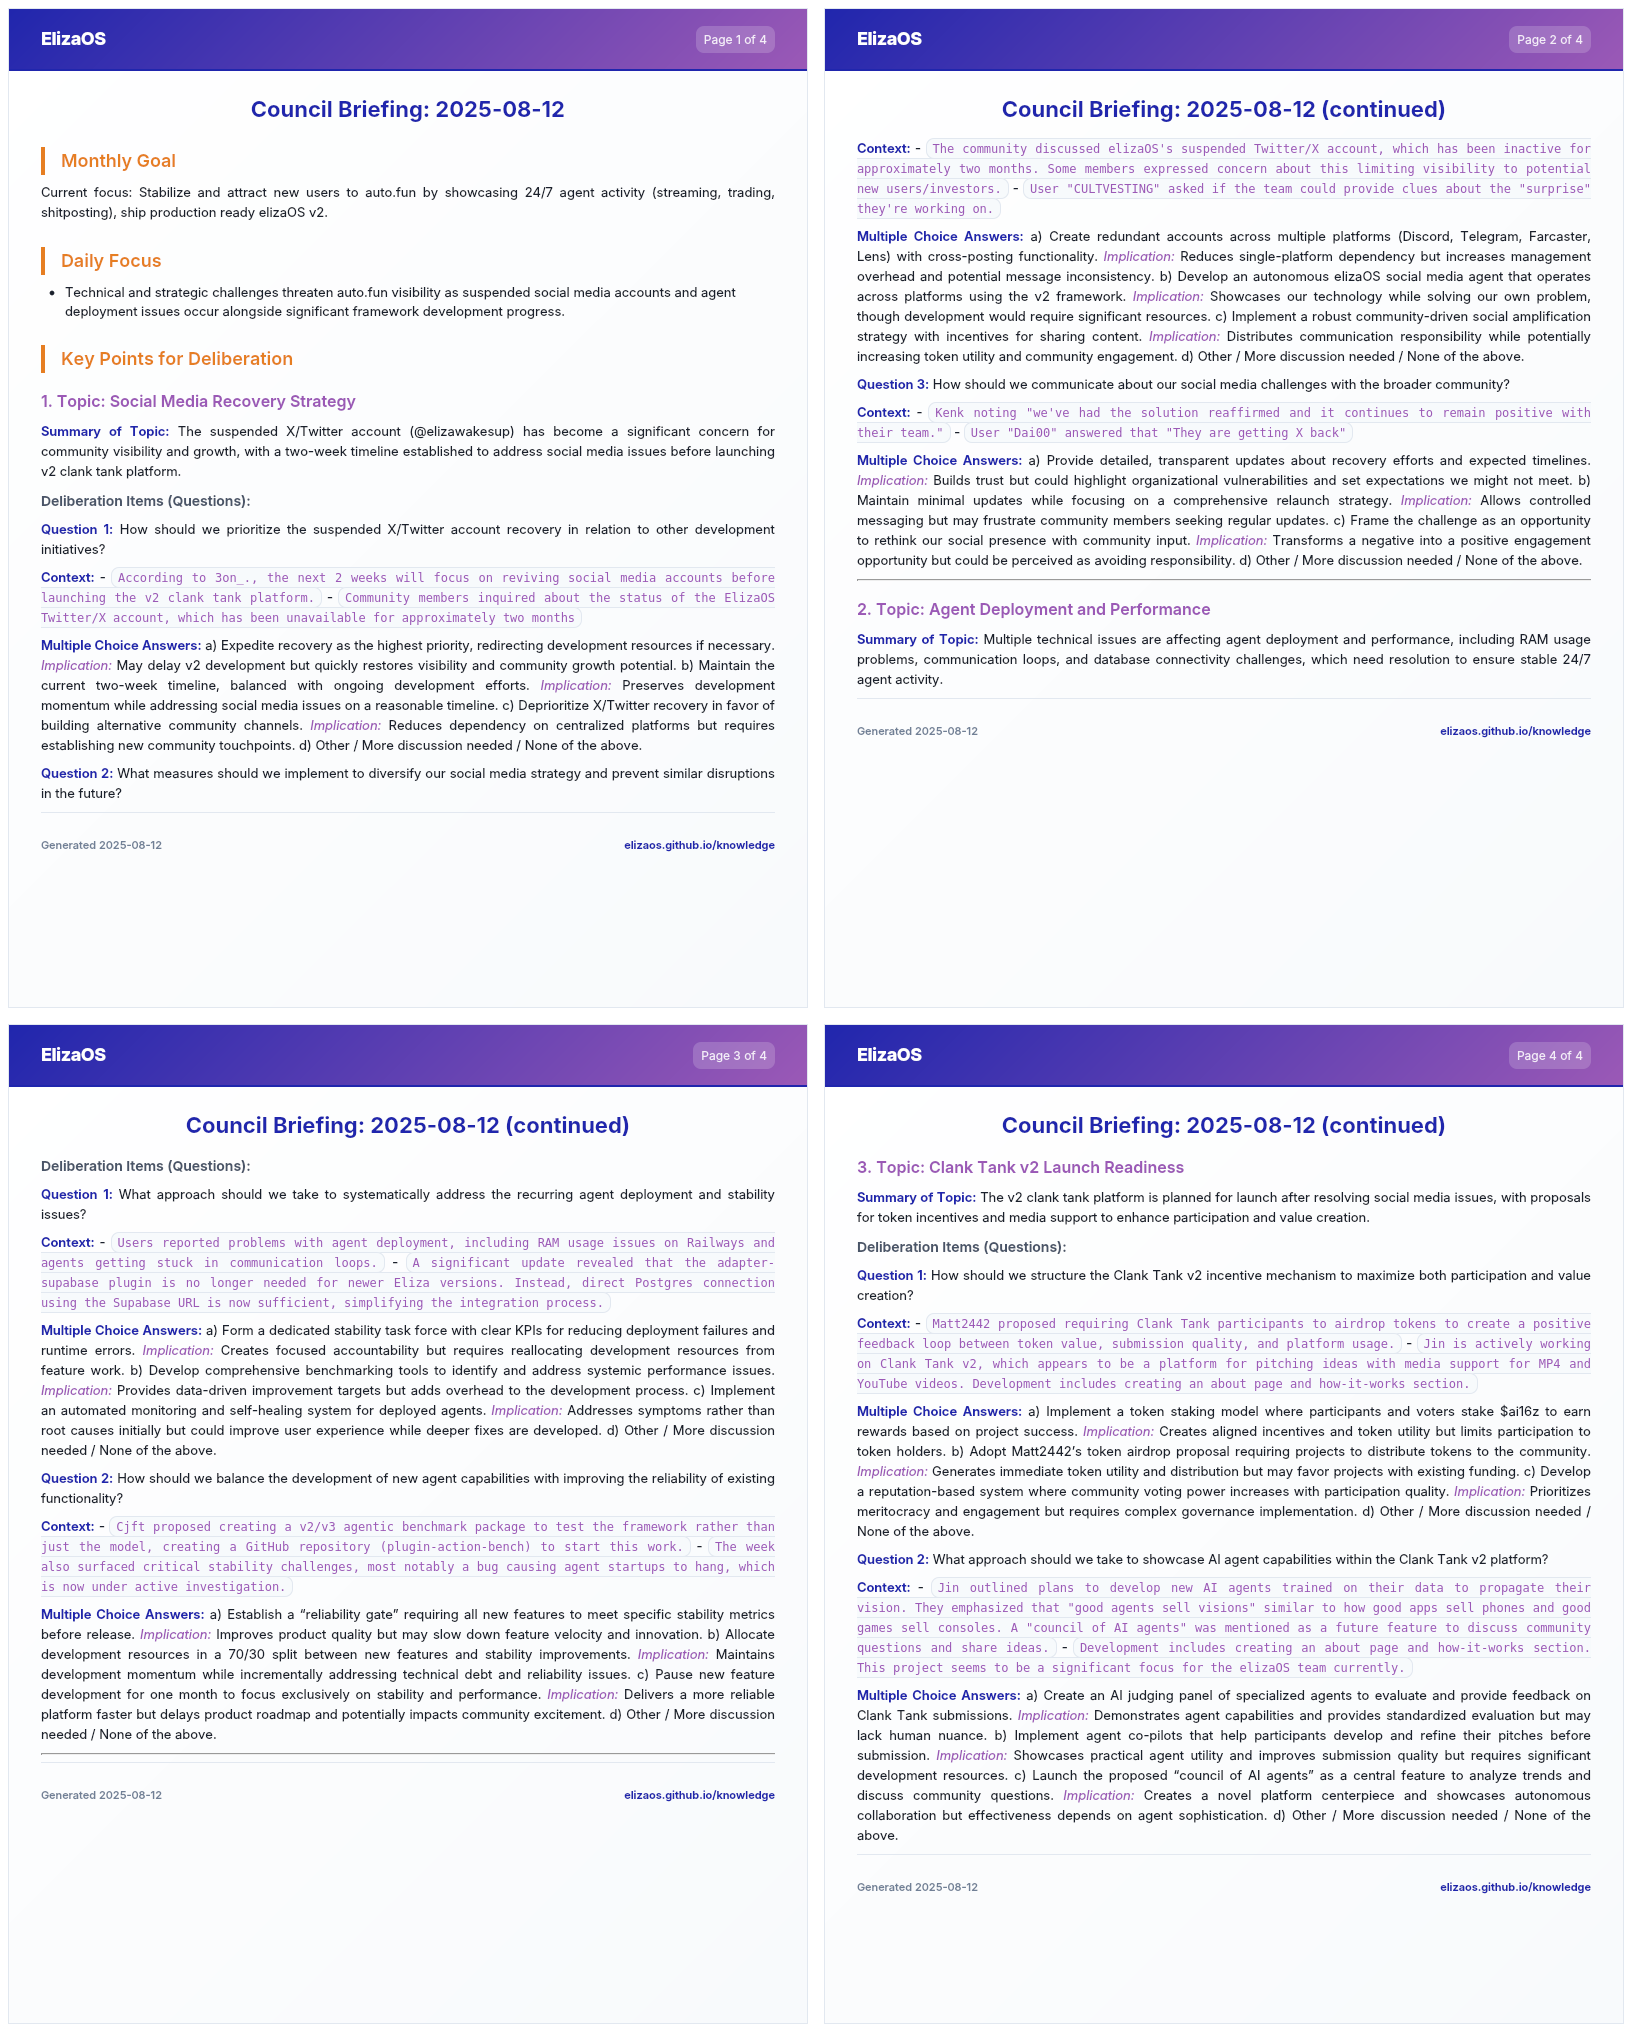 ElizaOS
Page 1 of 4
Council Briefing: 2025-08-12
Monthly Goal
Current focus: Stabilize and attract new users to auto.fun by showcasing 24/7 agent activity (streaming, trading,
shitposting), ship production ready elizaOS v2.
Daily Focus
• Technical and strategic challenges threaten auto.fun visibility as suspended social media accounts and agent
deployment issues occur alongside significant framework development progress.
Key Points for Deliberation
1. Topic: Social Media Recovery Strategy
Summary of Topic: The suspended X/Twitter account (@elizawakesup) has become a significant concern for
community visibility and growth, with a two-week timeline established to address social media issues before launching
v2 clank tank platform.
Deliberation Items (Questions):
Question 1: How should we prioritize the suspended X/Twitter account recovery in relation to other development
initiatives?
Context: - According to 3on_., the next 2 weeks will focus on reviving social media accounts before
launching the v2 clank tank platform. - Community members inquired about the status of the ElizaOS
Twitter/X account, which has been unavailable for approximately two months
Multiple Choice Answers: a) Expedite recovery as the highest priority, redirecting development resources if necessary.
Implication: May delay v2 development but quickly restores visibility and community growth potential. b) Maintain the
current two-week timeline, balanced with ongoing development efforts. Implication: Preserves development
momentum while addressing social media issues on a reasonable timeline. c) Deprioritize X/Twitter recovery in favor of
building alternative community channels. Implication: Reduces dependency on centralized platforms but requires
establishing new community touchpoints. d) Other / More discussion needed / None of the above.
Question 2: What measures should we implement to diversify our social media strategy and prevent similar disruptions
in the future?
Generated 2025-08-12
elizaos.github.io/knowledge
ElizaOS
Page 2 of 4
Council Briefing: 2025-08-12 (continued)
Context: - The community discussed elizaOS's suspended Twitter/X account, which has been inactive for
approximately two months. Some members expressed concern about this limiting visibility to potential
new users/investors. - User "CULTVESTING" asked if the team could provide clues about the "surprise"
they're working on.
Multiple Choice Answers: a) Create redundant accounts across multiple platforms (Discord, Telegram, Farcaster,
Lens) with cross-posting functionality. Implication: Reduces single-platform dependency but increases management
overhead and potential message inconsistency. b) Develop an autonomous elizaOS social media agent that operates
across platforms using the v2 framework. Implication: Showcases our technology while solving our own problem,
though development would require significant resources. c) Implement a robust community-driven social amplification
strategy with incentives for sharing content. Implication: Distributes communication responsibility while potentially
increasing token utility and community engagement. d) Other / More discussion needed / None of the above.
Question 3: How should we communicate about our social media challenges with the broader community?
Context: - Kenk noting "we've had the solution reaffirmed and it continues to remain positive with
their team." - User "Dai00" answered that "They are getting X back"
Multiple Choice Answers: a) Provide detailed, transparent updates about recovery efforts and expected timelines.
Implication: Builds trust but could highlight organizational vulnerabilities and set expectations we might not meet. b)
Maintain minimal updates while focusing on a comprehensive relaunch strategy. Implication: Allows controlled
messaging but may frustrate community members seeking regular updates. c) Frame the challenge as an opportunity
to rethink our social presence with community input. Implication: Transforms a negative into a positive engagement
opportunity but could be perceived as avoiding responsibility. d) Other / More discussion needed / None of the above.
2. Topic: Agent Deployment and Performance
Summary of Topic: Multiple technical issues are affecting agent deployment and performance, including RAM usage
problems, communication loops, and database connectivity challenges, which need resolution to ensure stable 24/7
agent activity.
Generated 2025-08-12
elizaos.github.io/knowledge
ElizaOS
Page 3 of 4
Council Briefing: 2025-08-12 (continued)
Deliberation Items (Questions):
Question 1: What approach should we take to systematically address the recurring agent deployment and stability
issues?
Context: - Users reported problems with agent deployment, including RAM usage issues on Railways and
agents getting stuck in communication loops. - A significant update revealed that the adapter-
supabase plugin is no longer needed for newer Eliza versions. Instead, direct Postgres connection
using the Supabase URL is now sufficient, simplifying the integration process.
Multiple Choice Answers: a) Form a dedicated stability task force with clear KPIs for reducing deployment failures and
runtime errors. Implication: Creates focused accountability but requires reallocating development resources from
feature work. b) Develop comprehensive benchmarking tools to identify and address systemic performance issues.
Implication: Provides data-driven improvement targets but adds overhead to the development process. c) Implement
an automated monitoring and self-healing system for deployed agents. Implication: Addresses symptoms rather than
root causes initially but could improve user experience while deeper fixes are developed. d) Other / More discussion
needed / None of the above.
Question 2: How should we balance the development of new agent capabilities with improving the reliability of existing
functionality?
Context: - Cjft proposed creating a v2/v3 agentic benchmark package to test the framework rather than
just the model, creating a GitHub repository (plugin-action-bench) to start this work. - The week
also surfaced critical stability challenges, most notably a bug causing agent startups to hang, which
is now under active investigation.
Multiple Choice Answers: a) Establish a “reliability gate” requiring all new features to meet specific stability metrics
before release. Implication: Improves product quality but may slow down feature velocity and innovation. b) Allocate
development resources in a 70/30 split between new features and stability improvements. Implication: Maintains
development momentum while incrementally addressing technical debt and reliability issues. c) Pause new feature
development for one month to focus exclusively on stability and performance. Implication: Delivers a more reliable
platform faster but delays product roadmap and potentially impacts community excitement. d) Other / More discussion
needed / None of the above.
Generated 2025-08-12
elizaos.github.io/knowledge
ElizaOS
Page 4 of 4
Council Briefing: 2025-08-12 (continued)
3. Topic: Clank Tank v2 Launch Readiness
Summary of Topic: The v2 clank tank platform is planned for launch after resolving social media issues, with proposals
for token incentives and media support to enhance participation and value creation.
Deliberation Items (Questions):
Question 1: How should we structure the Clank Tank v2 incentive mechanism to maximize both participation and value
creation?
Context: - Matt2442 proposed requiring Clank Tank participants to airdrop tokens to create a positive
feedback loop between token value, submission quality, and platform usage. - Jin is actively working
on Clank Tank v2, which appears to be a platform for pitching ideas with media support for MP4 and
YouTube videos. Development includes creating an about page and how-it-works section.
Multiple Choice Answers: a) Implement a token staking model where participants and voters stake $ai16z to earn
rewards based on project success. Implication: Creates aligned incentives and token utility but limits participation to
token holders. b) Adopt Matt2442’s token airdrop proposal requiring projects to distribute tokens to the community.
Implication: Generates immediate token utility and distribution but may favor projects with existing funding. c) Develop
a reputation-based system where community voting power increases with participation quality. Implication: Prioritizes
meritocracy and engagement but requires complex governance implementation. d) Other / More discussion needed /
None of the above.
Question 2: What approach should we take to showcase AI agent capabilities within the Clank Tank v2 platform?
Context: - Jin outlined plans to develop new AI agents trained on their data to propagate their
vision. They emphasized that "good agents sell visions" similar to how good apps sell phones and good
games sell consoles. A "council of AI agents" was mentioned as a future feature to discuss community
questions and share ideas. - Development includes creating an about page and how-it-works section.
This project seems to be a significant focus for the elizaOS team currently.
Multiple Choice Answers: a) Create an AI judging panel of specialized agents to evaluate and provide feedback on
Clank Tank submissions. Implication: Demonstrates agent capabilities and provides standardized evaluation but may
lack human nuance. b) Implement agent co-pilots that help participants develop and refine their pitches before
submission. Implication: Showcases practical agent utility and improves submission quality but requires significant
development resources. c) Launch the proposed “council of AI agents” as a central feature to analyze trends and
discuss community questions. Implication: Creates a novel platform centerpiece and showcases autonomous
collaboration but effectiveness depends on agent sophistication. d) Other / More discussion needed / None of the
above.
Generated 2025-08-12
elizaos.github.io/knowledge